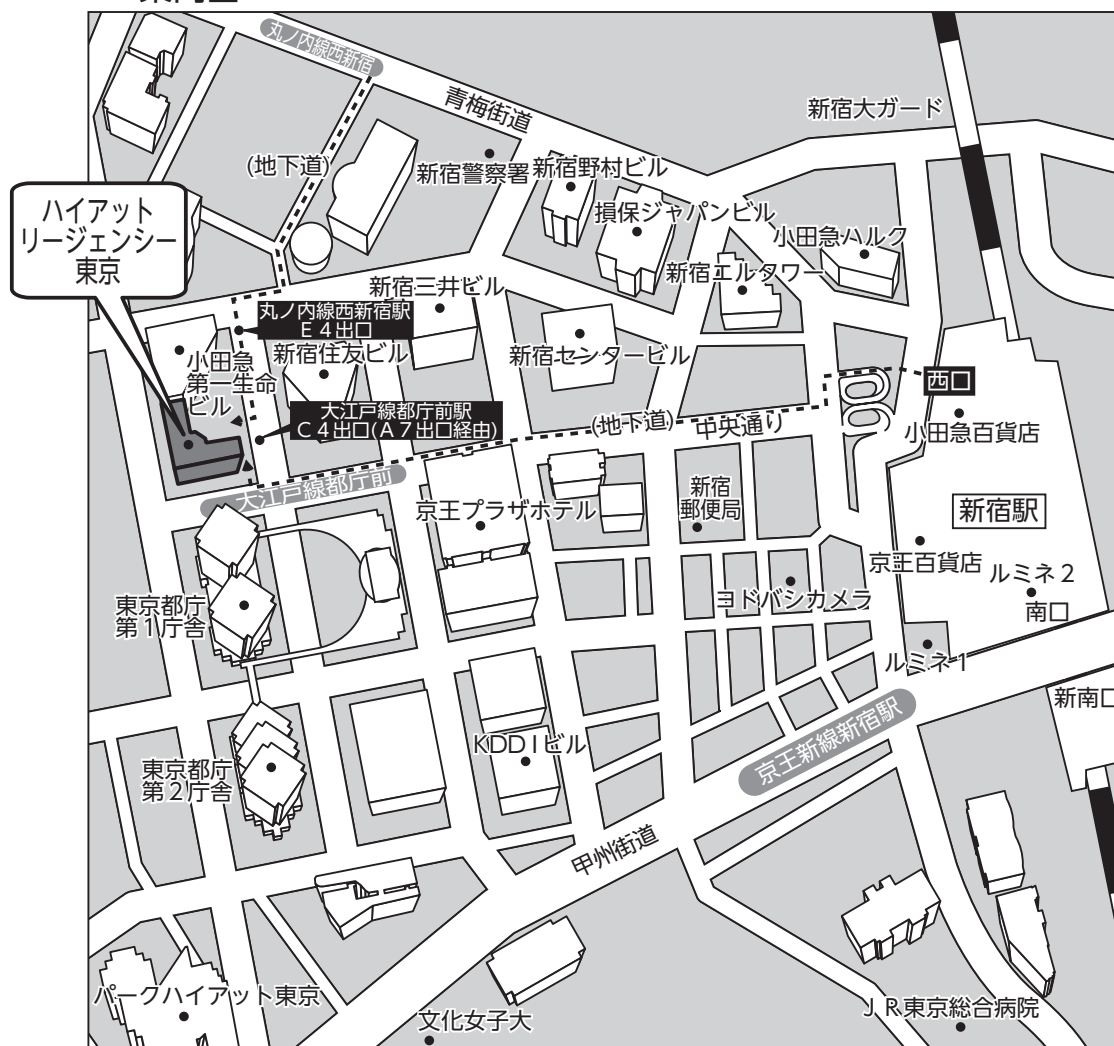 丸ノ内線西新宿
青梅街道
新宿大ガード
(地下道)
新宿警察署
新宿野村ビル
損保ジャパンビル
小田急ハルク
ハイアット
リージェンシー
東京
新宿エルタワー
新宿三井ビル
丸ノ内線西新宿駅
Ｅ４出口
小田急
第一生命
ビル
新宿住友ビル
新宿センタービル
西口
大江戸線都庁前駅
Ｃ４出口(Ａ７出口経由)
(地下道)
中央通り
小田急百貨店
大江戸線都庁前
京王プラザホテル
新宿
郵便局
新宿駅
京王百貨店
ルミネ２
南口
東京都庁
第１庁舎
ヨドバシカメラ
ルミネ１
新南口
京王新線新宿駅
KDDIビル
東京都庁
第２庁舎
甲州街道
パークハイアット東京
文化女子大
ＪＲ東京総合病院